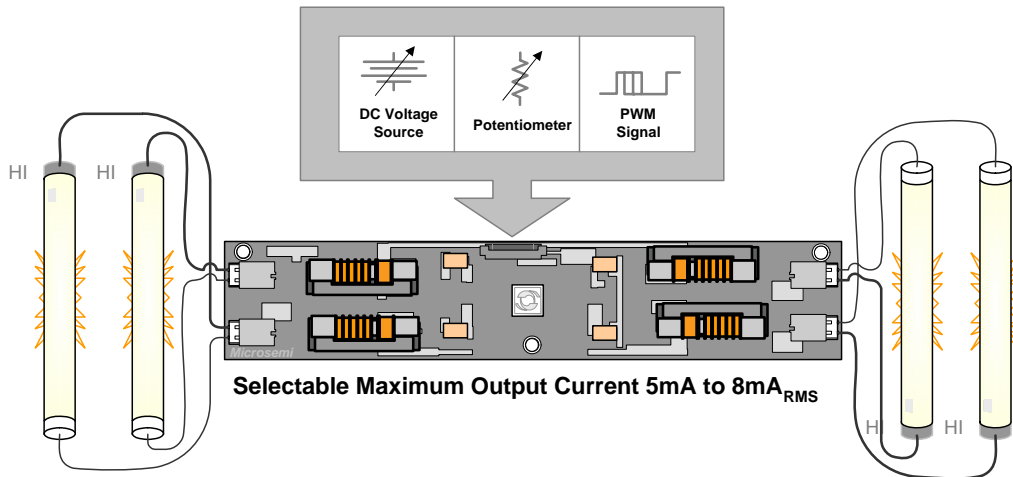 DC Voltage
Source
Potentiometer
PWM
Signal
HI
HI
Microsemi
Selectable Maximum Output Current 5mA to 8mARMS
HI
HI